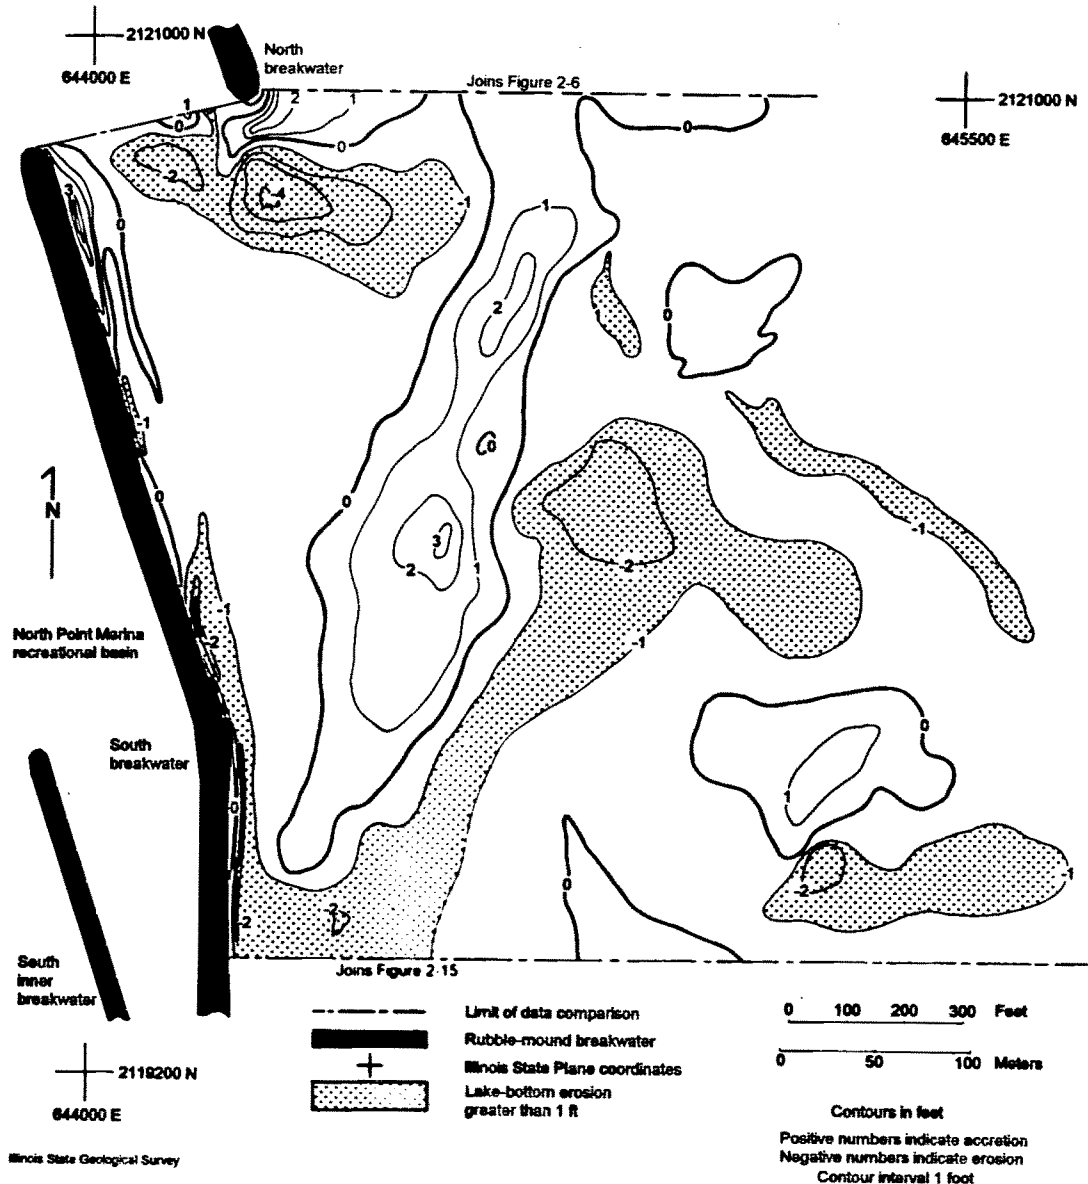 2121000 N
644000 E
North
breakwater
Joins Figure 2-6
2121000 N
645500 E
1
0
2
1
0
0
-2
-4
-1
3
0
1
2
0
0
-1
0
0
3
2
1
-2
-1
-1
N
0
-1
-2
North Point Marina
recreational basin
South
breakwater
0
1
0
0
-2
-1
-2
2
South
inner
breakwater
Joins Figure 2-15
Limit of data comparison
Rubble-mound breakwater
Illinois State Plane coordinates
Lake-bottom erosion
greater than 1 ft
0 100 200 300 Feet
0 50 100 Meters
2119200 N
644000 E
Contours in feet
Positive numbers indicate accretion
Negative numbers indicate erosion
Contour interval 1 foot
Illinois State Geological Survey